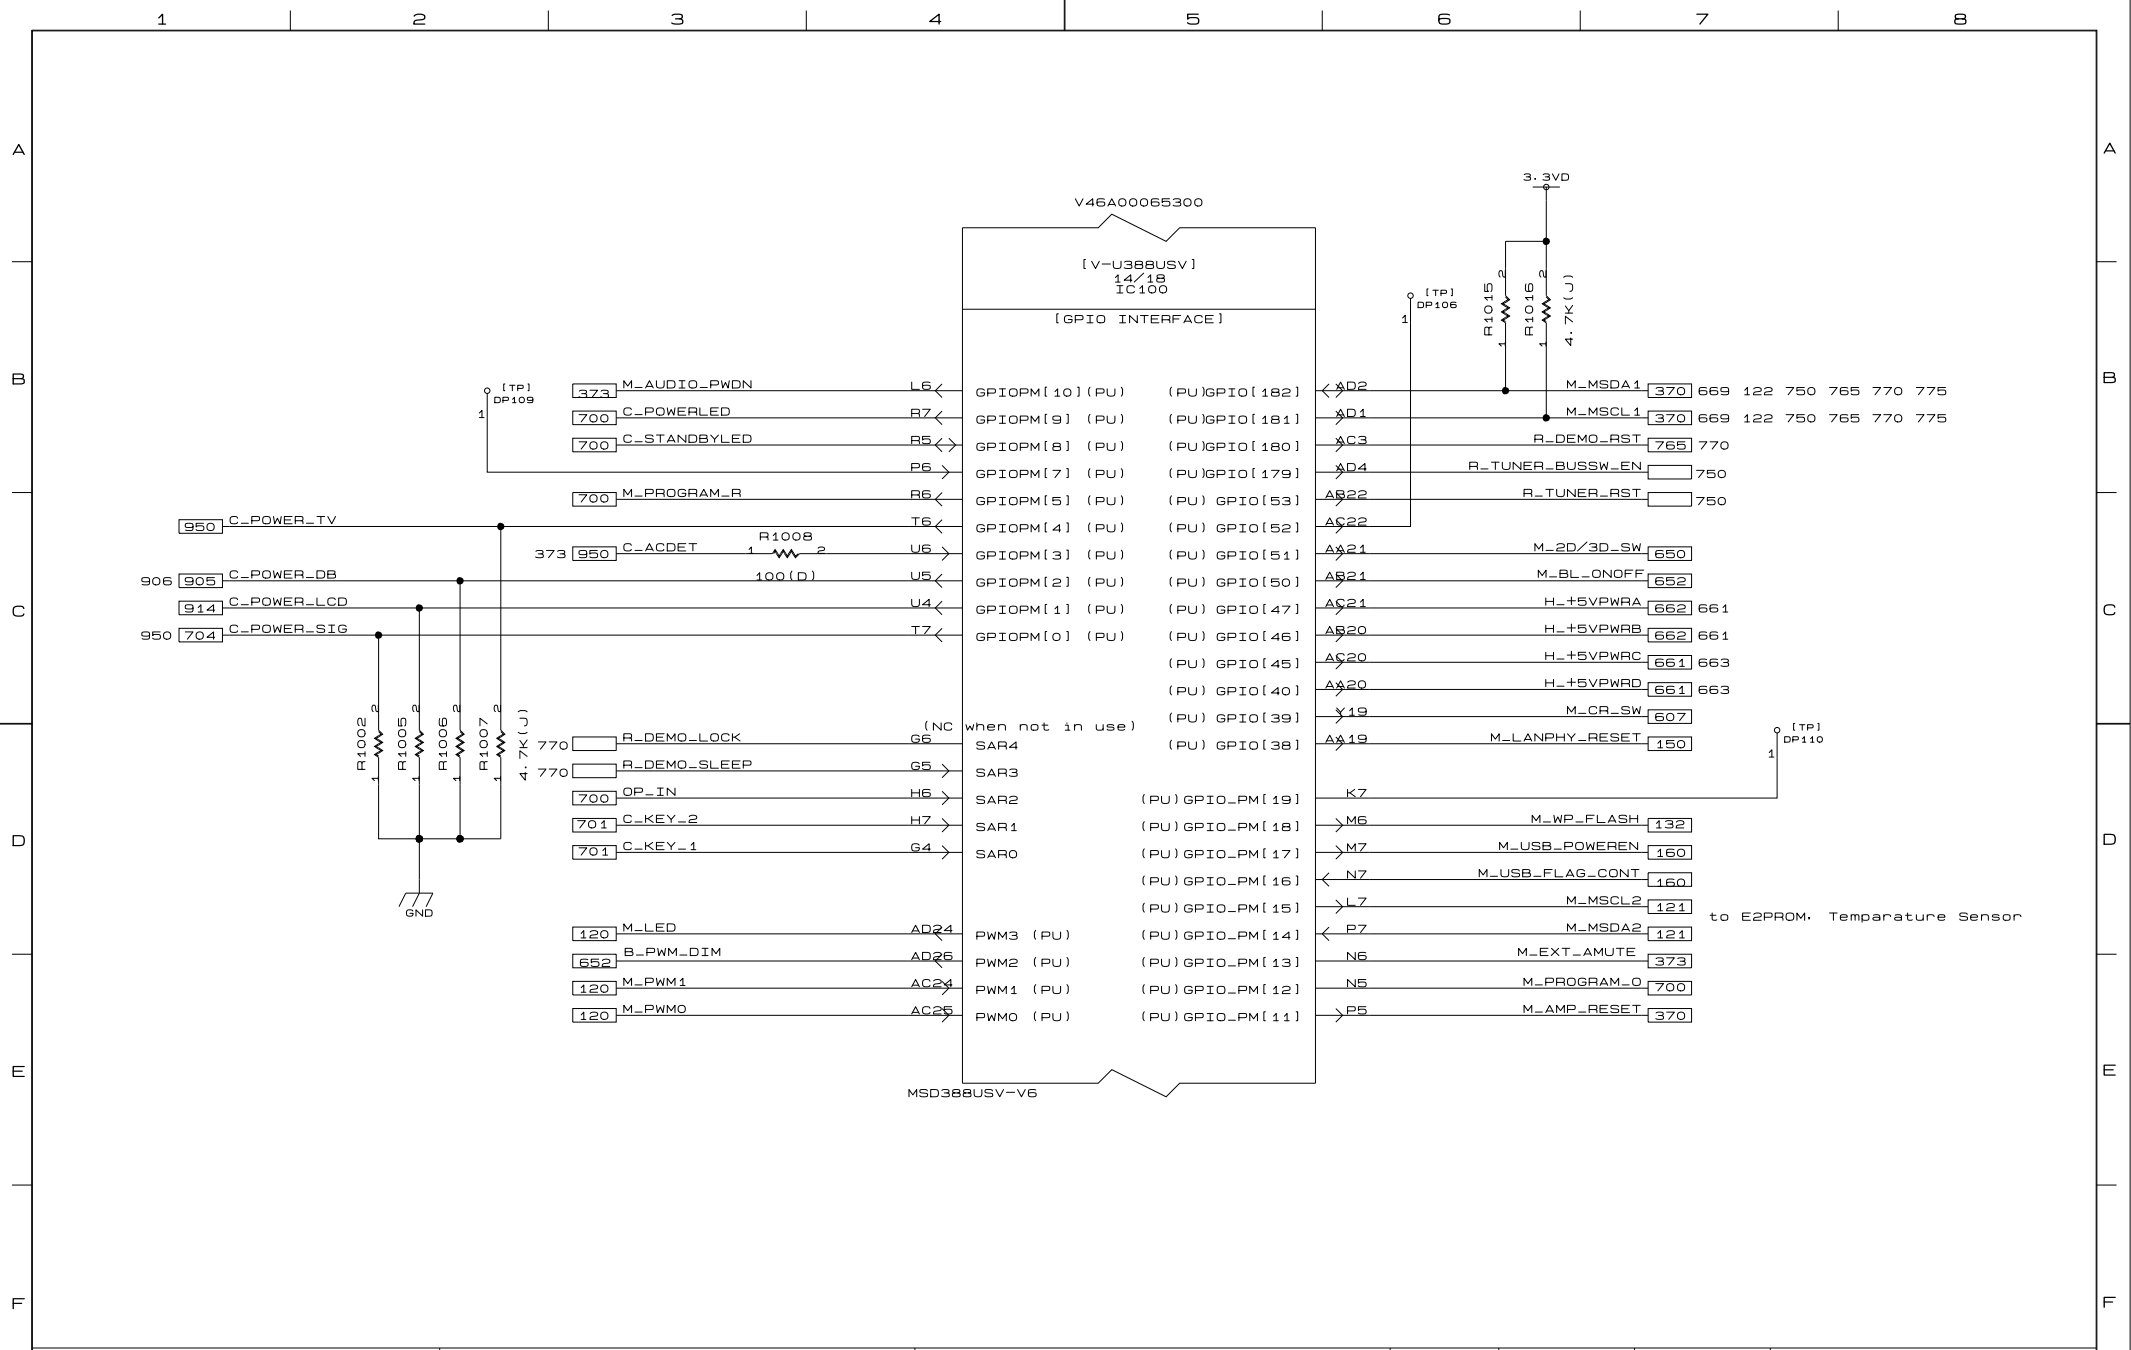 1 2 3 4 5 6 7 8
A A
3.3VD
V46A00065300
[V-U388USV]
14/18
IC100
[GPIO INTERFACE]
[TP]
DP106
1
R1015 1 2
R1016 1 2
4.7K(J)
B B
[TP]
DP109
1
373 M_AUDIO_PWDN L6 GPIOPM[10](PU) (PU)GPIO[182] AD2 M_MSDA1 370 669 122 750 765 770 775
700 C_POWERLED R7 GPIOPM[9] (PU) (PU)GPIO[181] AD1 M_MSCL1 370 669 122 750 765 770 775
700 C_STANDBYLED R5 GPIOPM[8] (PU) (PU)GPIO[180] AC3 R_DEMO_RST 765 770
P6 GPIOPM[7] (PU) (PU)GPIO[179] AD4 R_TUNER_BUSSW_EN 750
700 M_PROGRAM_R R6 GPIOPM[5] (PU) (PU) GPIO[53] AB22 R_TUNER_RST 750
950 C_POWER_TV T6 GPIOPM[4] (PU) (PU) GPIO[52] AC22
R1008
373 950 C_ACDET 1 2 U6 GPIOPM[3] (PU) (PU) GPIO[51] AA21 M_2D/3D_SW 650
100(D)
906 905 C_POWER_DB U5 GPIOPM[2] (PU) (PU) GPIO[50] AB21 M_BL_ONOFF 652
C C
914 C_POWER_LCD U4 GPIOPM[1] (PU) (PU) GPIO[47] AC21 H_+5VPWRA 662 661
950 704 C_POWER_SIG T7 GPIOPM[0] (PU) (PU) GPIO[46] AB20 H_+5VPWRB 662 661
(PU) GPIO[45] AC20 H_+5VPWRC 661 663
(PU) GPIO[40] AA20 H_+5VPWRD 661 663
(NC when not in use) (PU) GPIO[39] Y19 M_CR_SW 607
R1002 1 2
R1005 1 2
R1006 1 2
R1007 1 2
4.7K(J)
[TP]
DP110
1
770 R_DEMO_LOCK G6 SAR4 (PU) GPIO[38] AA19 M_LANPHY_RESET 150
770 R_DEMO_SLEEP G5 SAR3
700 OP_IN H6 SAR2 (PU)GPIO_PM[19] K7
701 C_KEY_2 H7 SAR1 (PU)GPIO_PM[18] M6 M_WP_FLASH 132
D D
701 C_KEY_1 G4 SAR0 (PU)GPIO_PM[17] M7 M_USB_POWEREN 160
(PU)GPIO_PM[16] N7 M_USB_FLAG_CONT 160
GND
(PU)GPIO_PM[15] L7 M_MSCL2 121
to E2PROM. Temparature Sensor
120 M_LED AD24 PWM3 (PU) (PU)GPIO_PM[14] P7 M_MSDA2 121
652 B_PWM_DIM AD26 PWM2 (PU) (PU)GPIO_PM[13] N6 M_EXT_AMUTE 373
120 M_PWM1 AC24 PWM1 (PU) (PU)GPIO_PM[12] N5 M_PROGRAM_O 700
120 M_PWM0 AC25 PWM0 (PU) (PU)GPIO_PM[11] P5 M_AMP_RESET 370
E E
MSD388USV-V6
F F